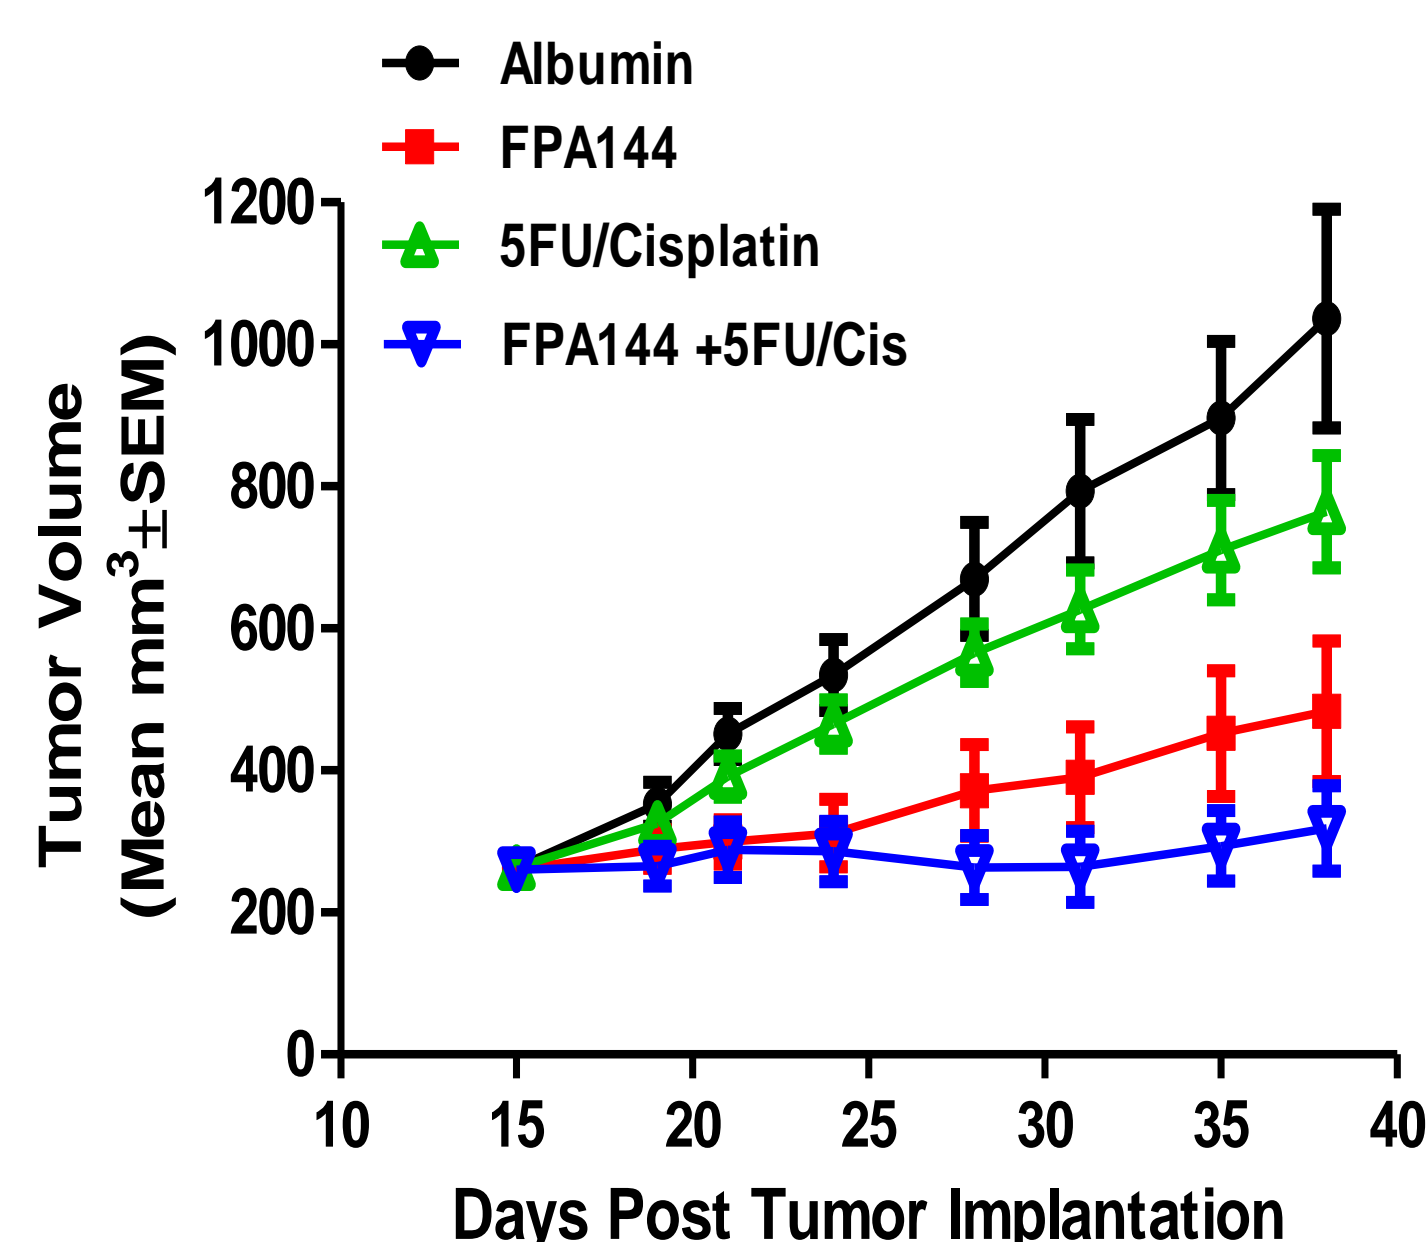 Albumin
FPA144
5FU/Cisplatin
FPA144 +5FU/Cis
Tumor Volume
(Mean mm³±SEM)
1200
1000
800
600
400
200
0
10 15 20 25 30 35 40
Days Post Tumor Implantation